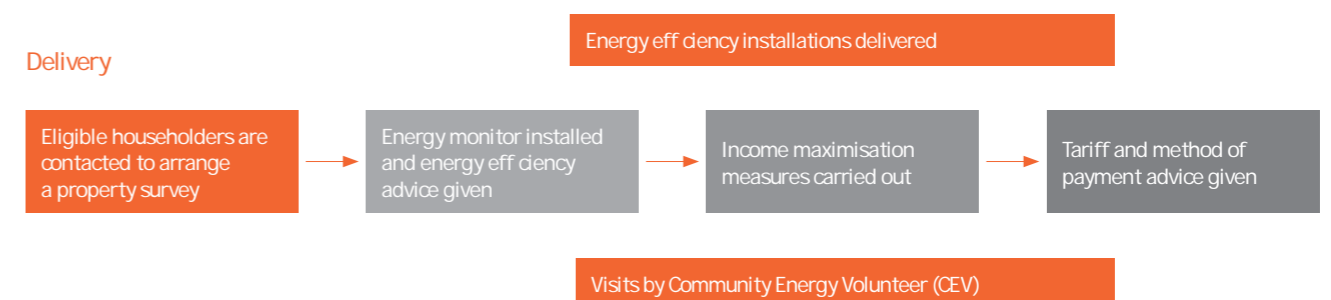 Energy eff ciency installations delivered
Delivery
Eligible householders are
contacted to arrange
a property survey
Energy monitor installed
and energy eff ciency
advice given
Income maximisation
measures carried out
Tariff and method of
payment advice given
Visits by Community Energy Volunteer (CEV)